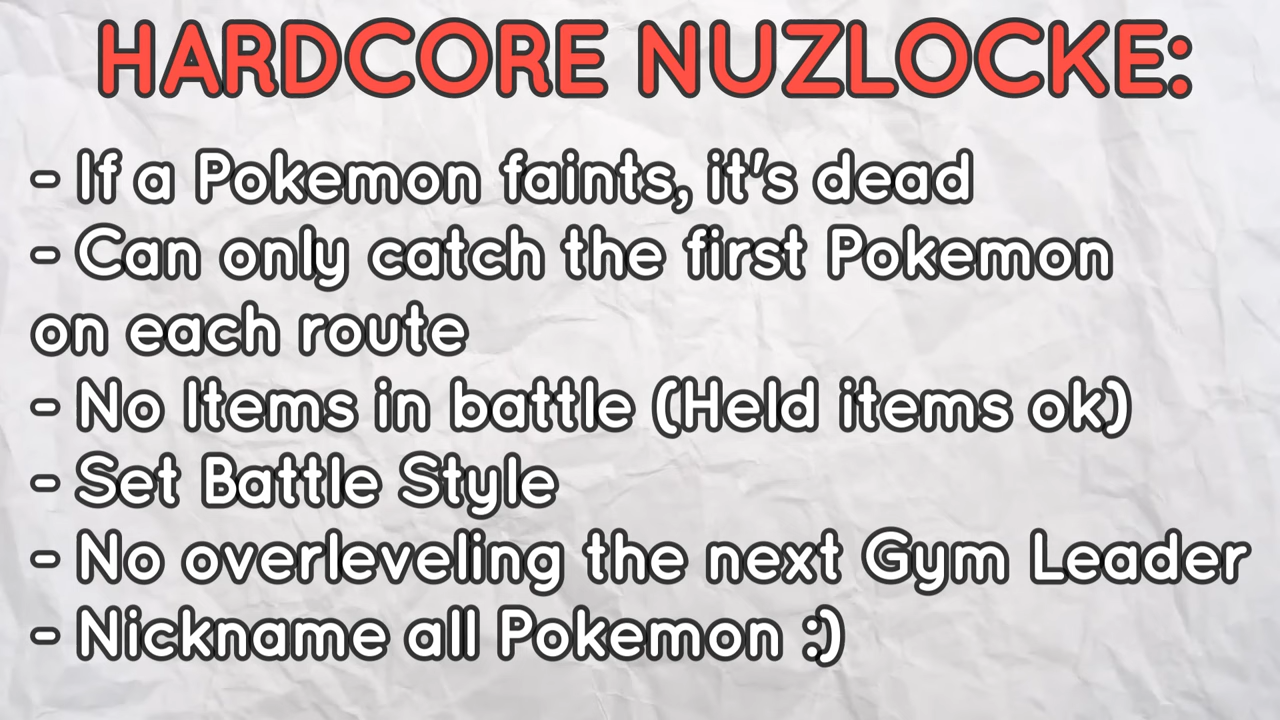 HARDCORE NUZLOCKE:
- If a Pokemon faints, it's dead
- Can only catch the first Pokemon
on each route
- No Items in battle (Held items ok)
- Set Battle Style
- No overleveling the next Gym Leader
- Nickname all Pokemon :)